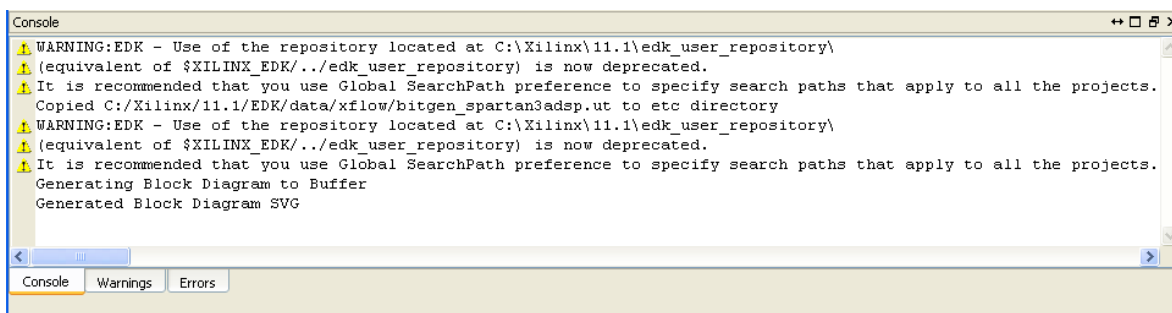 Console
WARNING:EDK - Use of the repository located at C:\Xilinx\11.1\edk_user_repository\
(equivalent of $XILINX_EDK/../edk_user_repository) is now deprecated.
It is recommended that you use Global SearchPath preference to specify search paths that apply to all the projects.
Copied C:/Xilinx/11.1/EDK/data/xflow/bitgen_spartan3adsp.ut to etc directory
WARNING:EDK - Use of the repository located at C:\Xilinx\11.1\edk_user_repository\
(equivalent of $XILINX_EDK/../edk_user_repository) is now deprecated.
It is recommended that you use Global SearchPath preference to specify search paths that apply to all the projects.
Generating Block Diagram to Buffer
Generated Block Diagram SVG
Console Warnings Errors